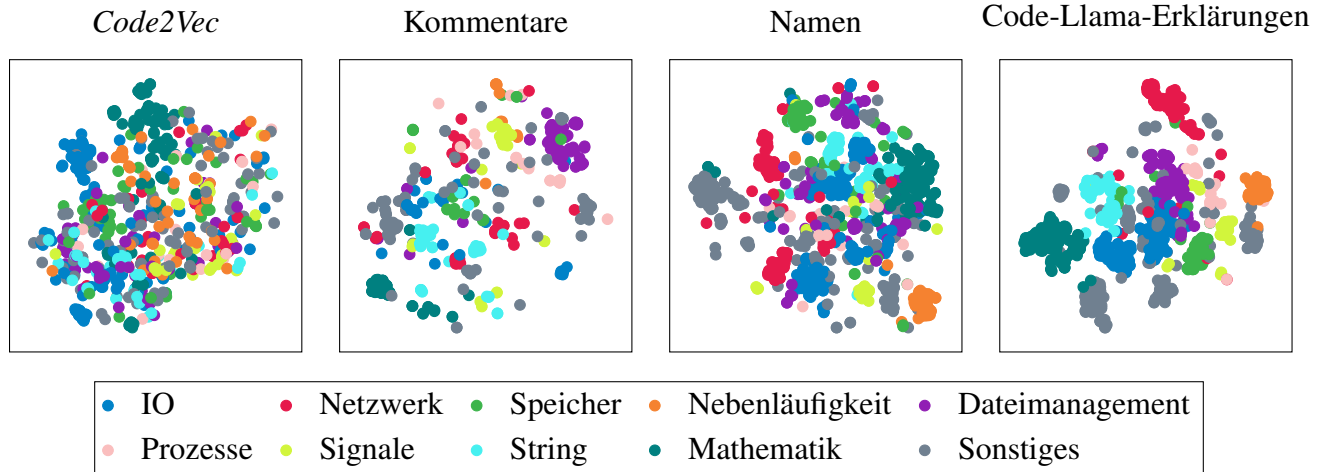 Code2Vec Kommentare Namen Code-Llama-Erklärungen
IO Netzwerk Speicher Nebenläufigkeit Dateimanagement
Prozesse Signale String Mathematik Sonstiges